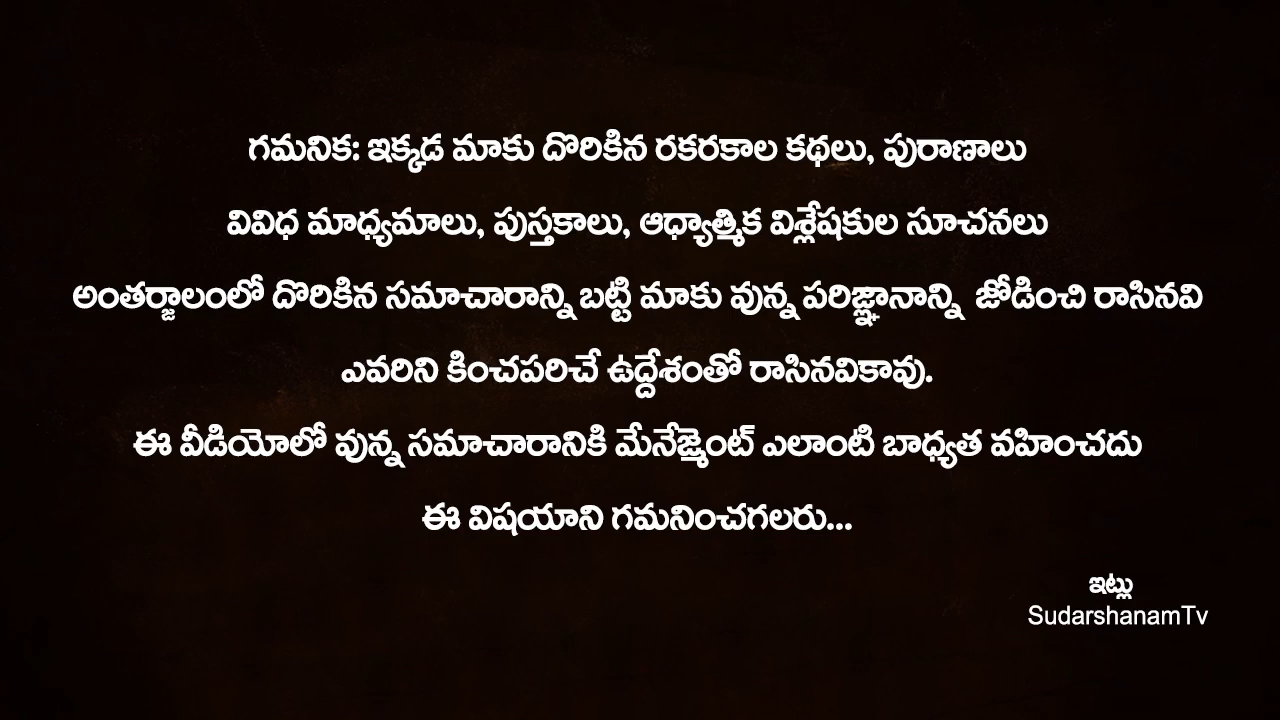 గమనిక: ఇక్కడ మాకు దొరికిన రకరకాల కథలు, పురాణాలు
వివిధ మాధ్యమాలు, పుస్తకాలు, ఆధ్యాత్మిక విశ్లేషకుల సూచనలు
అంతర్జాలంలో దొరికిన సమాచారాన్ని బట్టి మాకు వున్న పరిజ్ఞానాన్ని జోడించి రాసినవి
ఎవరిని కించపరిచే ఉద్దేశంతో రాసినవికావు.
ఈ వీడియోలో వున్న సమాచారానికి మేనేజ్మెంట్ ఎలాంటి బాధ్యత వహించదు
ఈ విషయాని గమనించగలరు...
ఇట్లు
SudarshanamTv